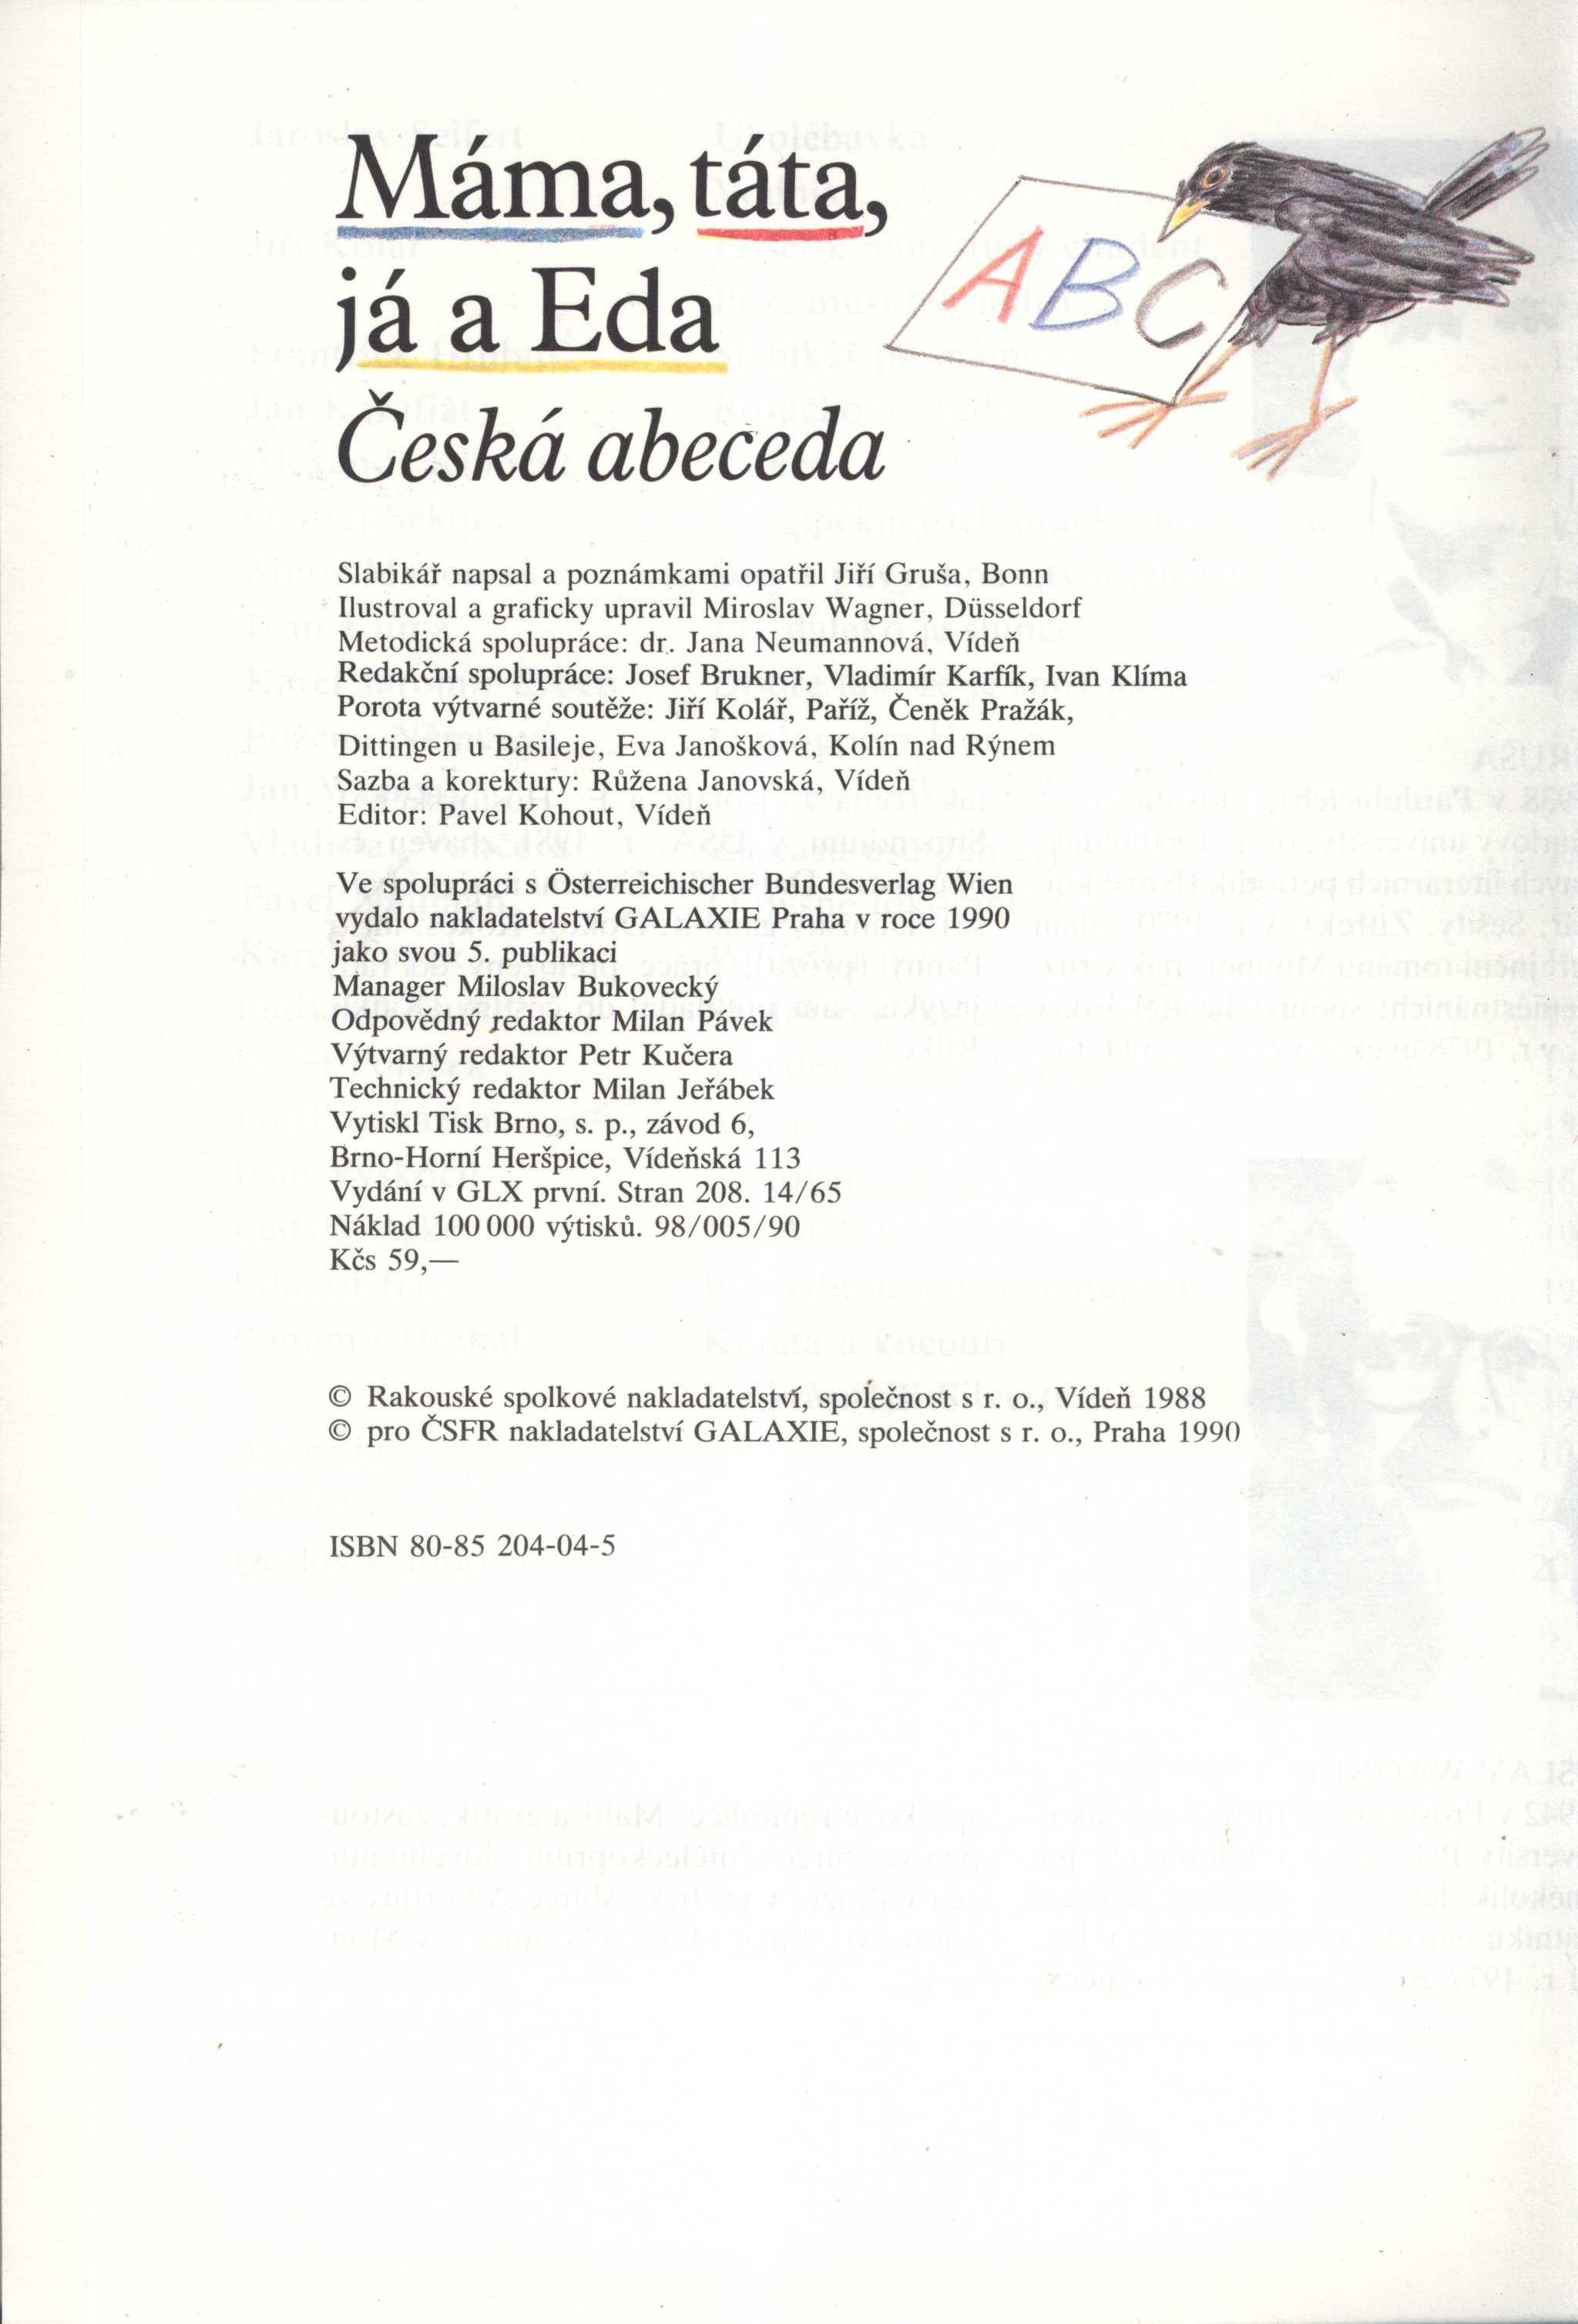 Máma, táta,
já a Eda
Česká abeceda
ABC
Slabikář napsal a poznámkami opatřil Jiří Gruša, Bonn
Ilustroval a graficky upravil Miroslav Wagner, Düsseldorf
Metodická spolupráce: dr. Jana Neumannová, Vídeň
Redakční spolupráce: Josef Brukner, Vladimír Karfík, Ivan Klíma
Porota výtvarné soutěže: Jiří Kolář, Paříž, Čeněk Pražák,
Dittingen u Basileje, Eva Janošková, Kolín nad Rýnem
Sazba a korektury: Růžena Janovská, Vídeň
Editor: Pavel Kohout, Vídeň
Ve spolupráci s Österreichischer Bundesverlag Wien
vydalo nakladatelství GALAXIE Praha v roce 1990
jako svou 5. publikaci
Manager Miloslav Bukovecký
Odpovědný redaktor Milan Pávek
Výtvarný redaktor Petr Kučera
Technický redaktor Milan Jeřábek
Vytiskl Tisk Brno, s. p., závod 6,
Brno-Horní Heršpice, Vídeňská 113
Vydání v GLX první. Stran 208. 14/65
Náklad 100 000 výtisků. 98/005/90
Kčs 59,—
© Rakouské spolkové nakladatelství, společnost s r. o., Vídeň 1988
© pro ČSFR nakladatelství GALAXIE, společnost s r. o., Praha 1990
ISBN 80-85 204-04-5